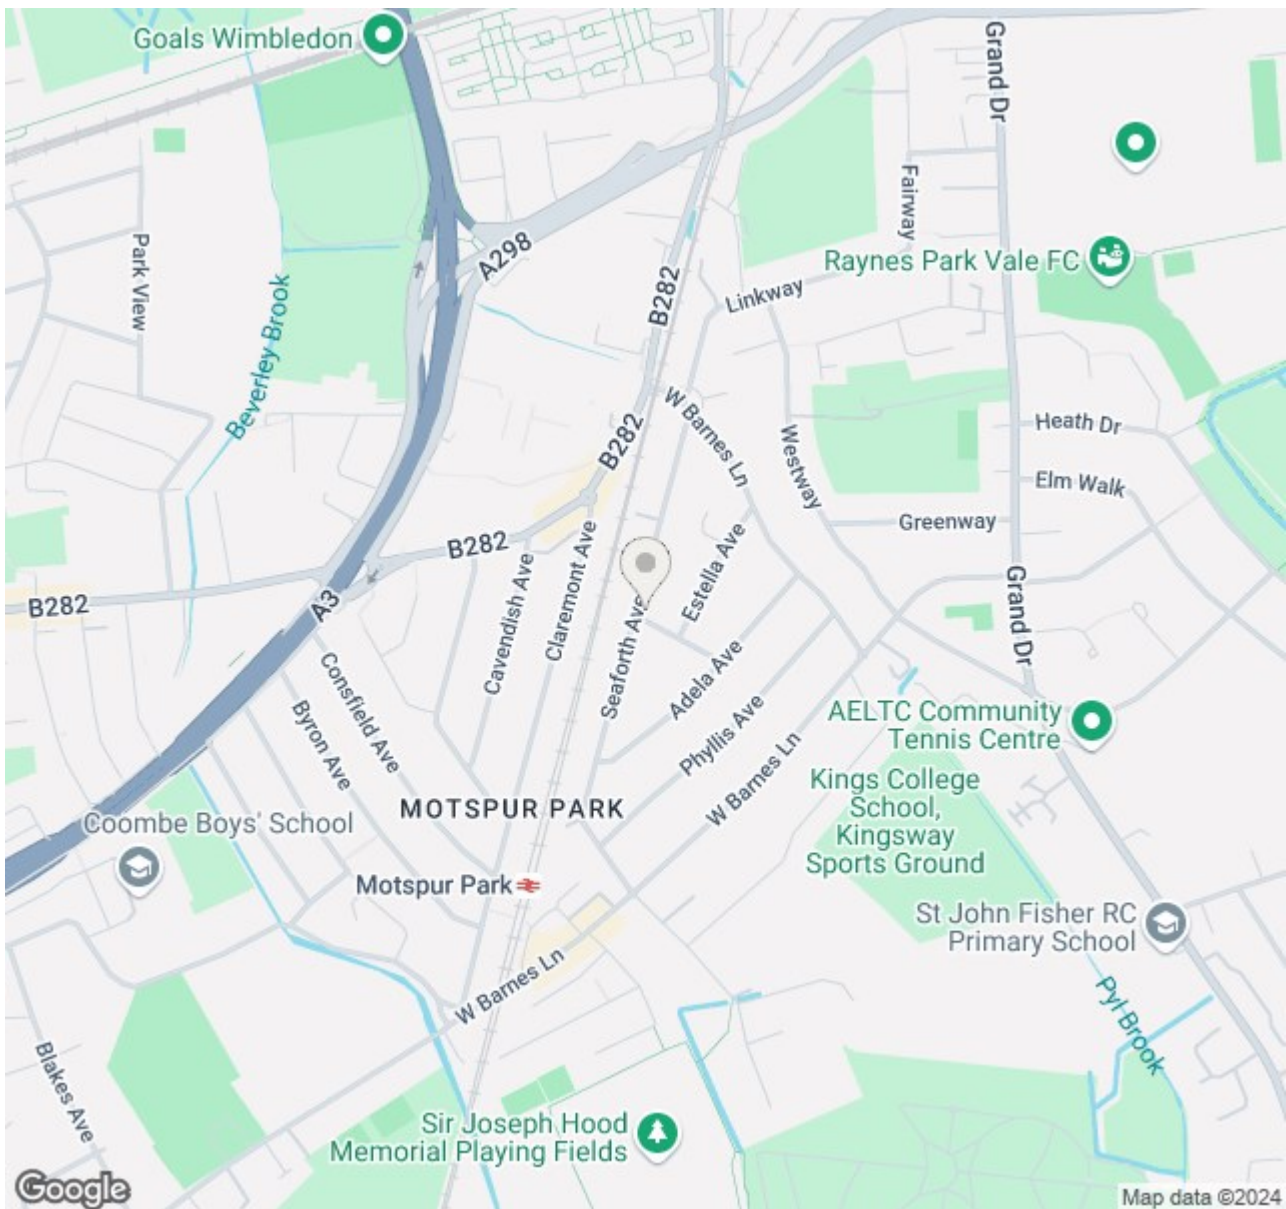 Goals Wimbledon
Grand Dr
Fairway
Park View
A298
Raynes Park Vale FC
B282
Linkway
Beverley Brook
W Barnes Ln
Heath Dr
B282
Westway
Elm Walk
Greenway
B282
Claremont Ave
Estella Ave
Cavendish Ave
B282
A3
Grand Dr
Seaforth Ave
Consfield Ave
Adela Ave
Byron Ave
Phyllis Ave
AELTC Community
Tennis Centre
W Barnes Ln
Kings College
School,
Kingsway
Sports Ground
MOTSPUR PARK
Coombe Boys' School
Motspur Park
St John Fisher RC
Primary School
W Barnes Ln
Pyl Brook
Blakes Ave
Sir Joseph Hood
Memorial Playing Fields
Google
Map data ©2024